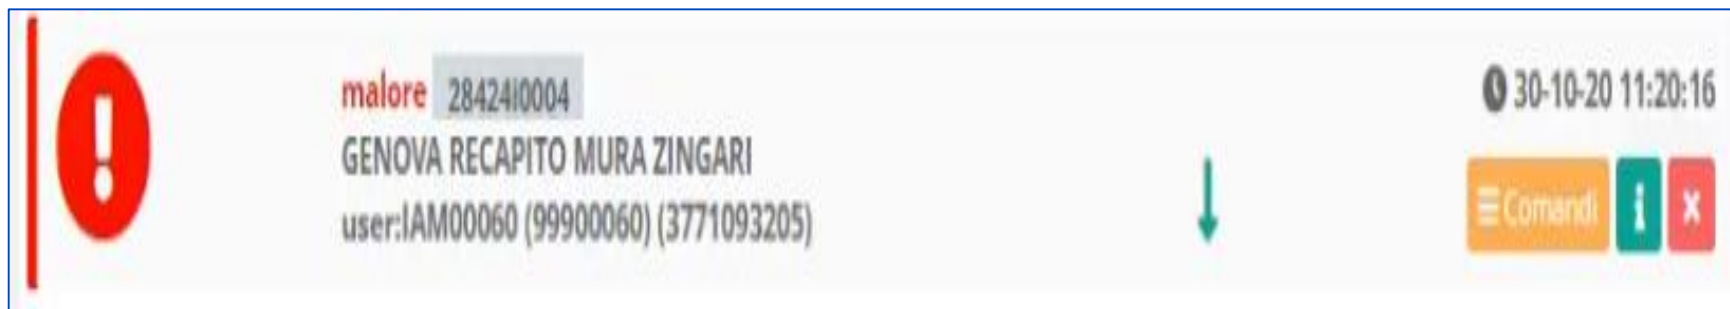 malore 28424I0004
30-10-20 11:20:16
GENOVA RECAPITO MURA ZINGARI
user:IAM00060 (99900060) (3771093205)
Comandi